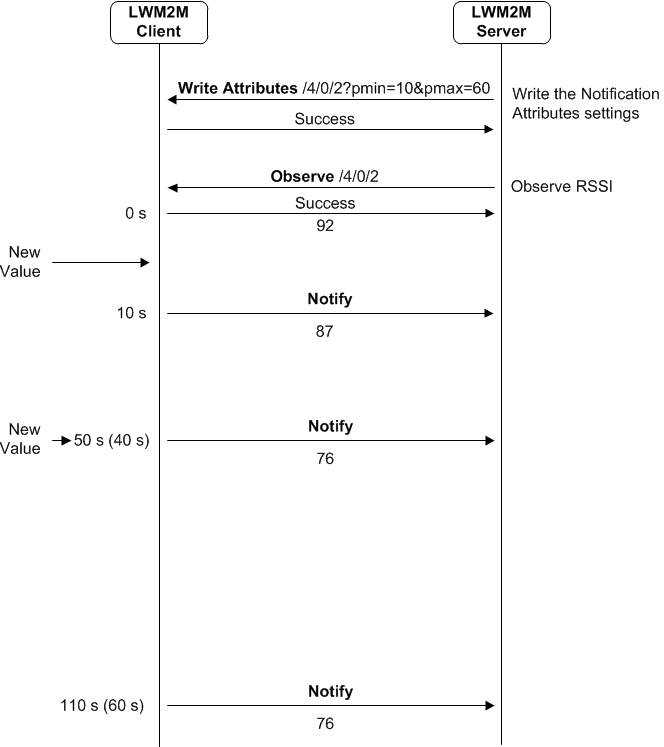 LWM2M
Client
LWM2M
Server
Write Attributes /4/0/2?pmin=10&pmax=60
Write the Notification
Attributes settings
Success
Observe /4/0/2
Observe RSSI
Success
0 s
92
New
Value
Notify
10 s
87
New
Value
50 s (40 s)
Notify
76
Notify
110 s (60 s)
76